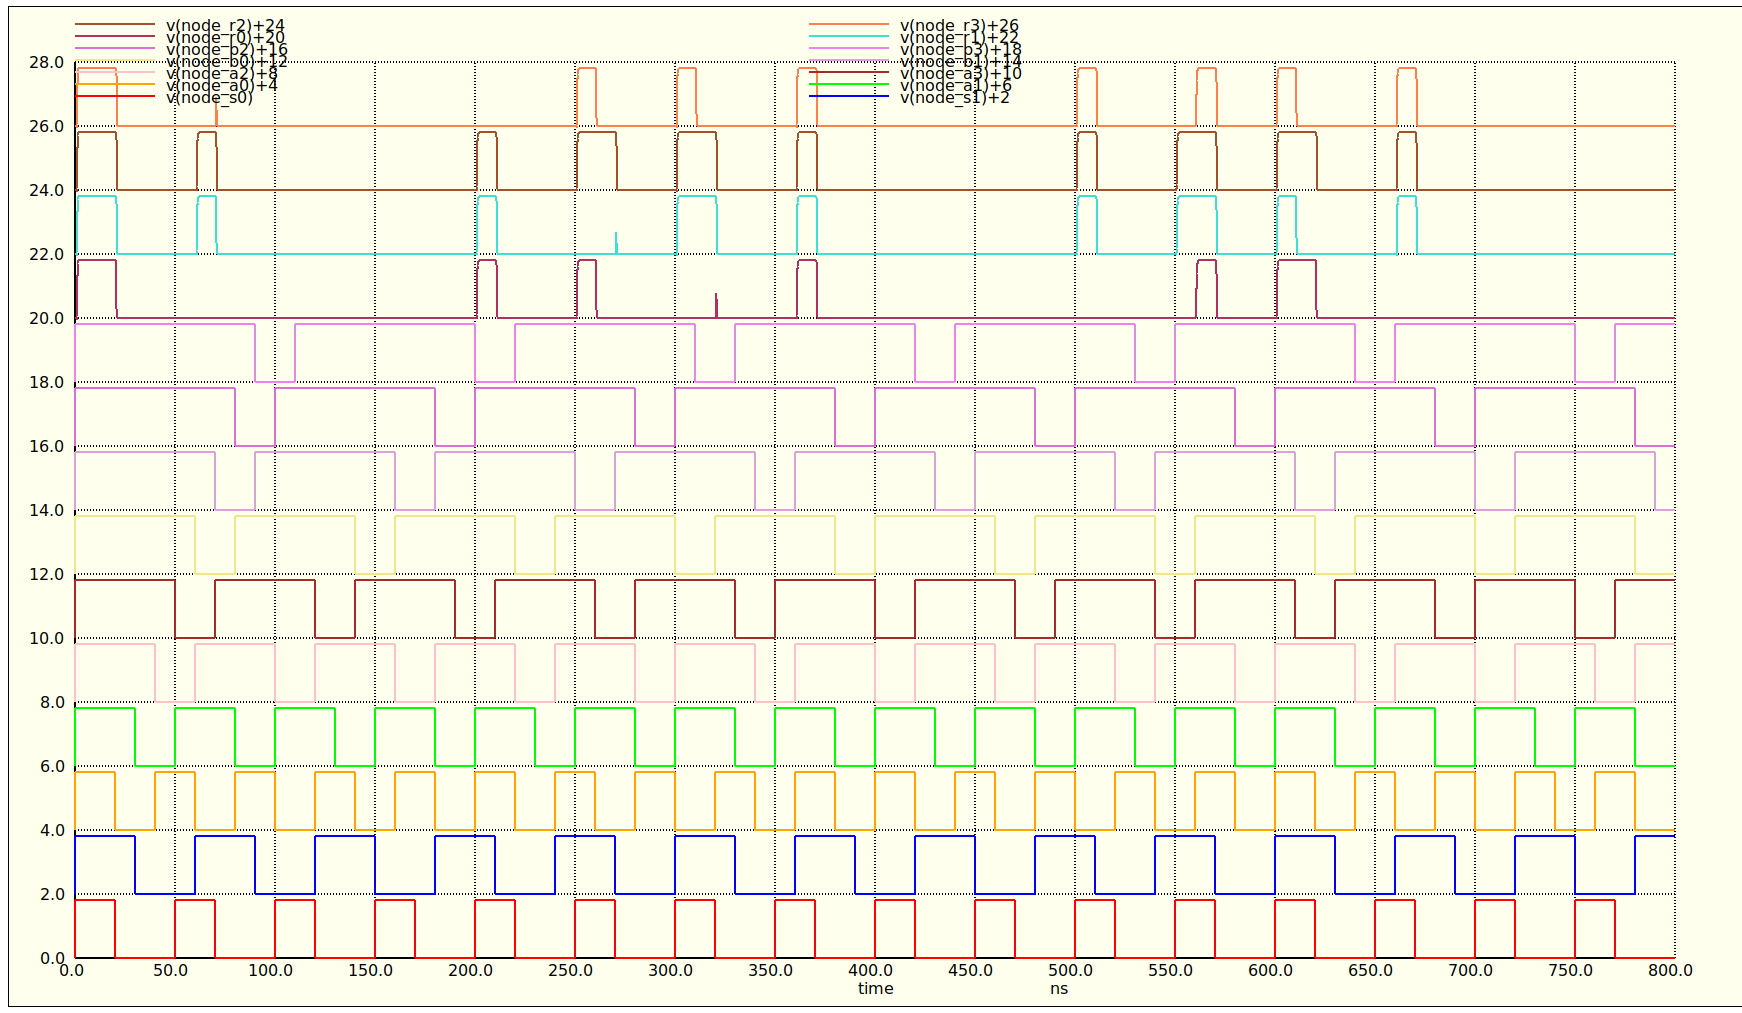 v(node_r2)+24 v(node_r3)+26
v(node_r0)+20 v(node_r1)+22
v(node_b2)+16 v(node_b3)+18
v(node_b0)+12 v(node_b1)+14
v(node_a2)+8 v(node_a3)+10
v(node_a0)+4 v(node_a1)+6
v(node_s0) v(node_s1)+2
28.0
26.0
24.0
22.0
20.0
18.0
16.0
14.0
12.0
10.0
8.0
6.0
4.0
2.0
0.0
0.0 50.0 100.0 150.0 200.0 250.0 300.0 350.0 400.0 450.0 500.0 550.0 600.0 650.0 700.0 750.0 800.0
time ns